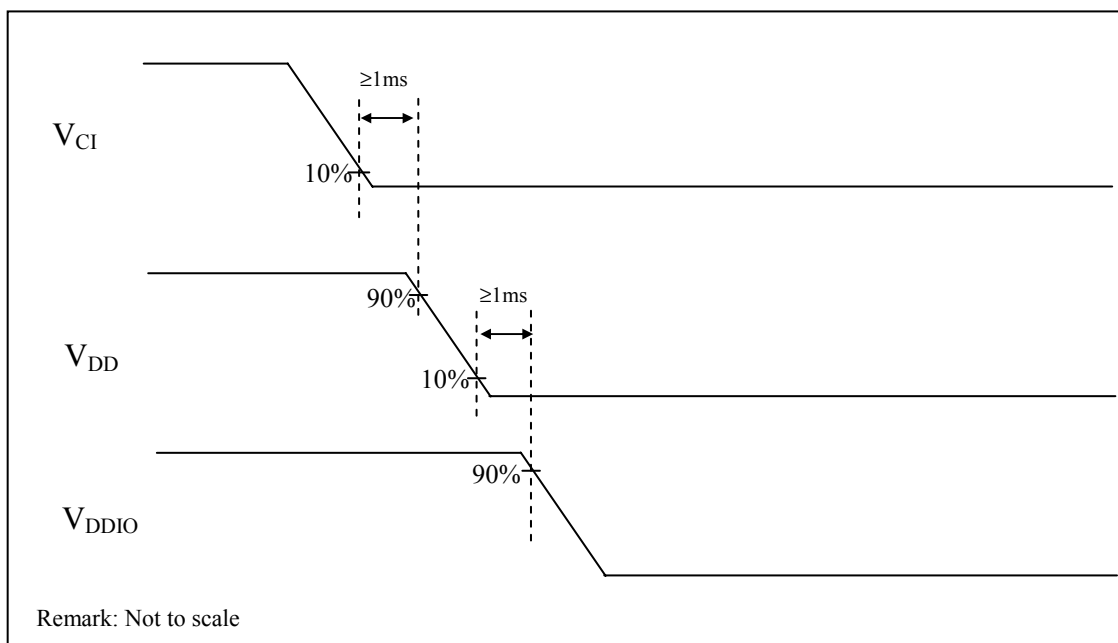 ≥1ms
VCI
10%
90%
≥1ms
VDD
10%
90%
VDDIO
Remark: Not to scale